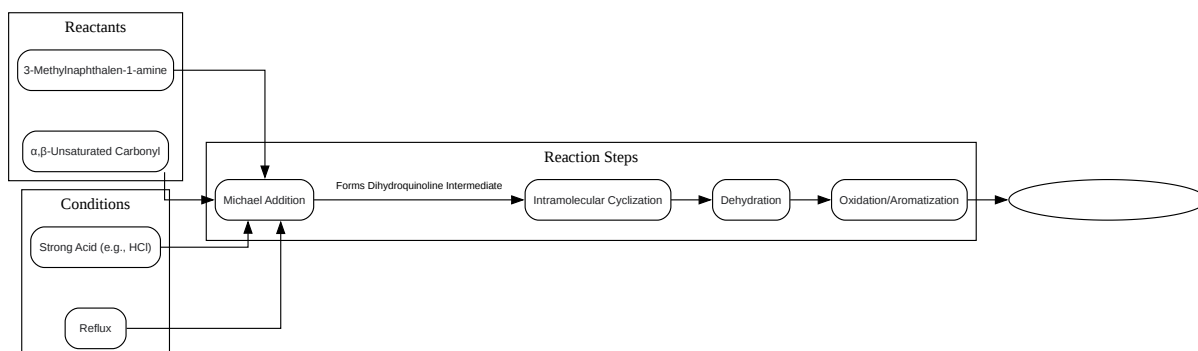 Reactants
3-Methylnaphthalen-1-amine
α,β-Unsaturated Carbonyl
Conditions
Strong Acid (e.g., HCl)
Reflux
Reaction Steps
Michael Addition
Forms Dihydroquinoline Intermediate
Intramolecular Cyclization
Dehydration
Oxidation/Aromatization